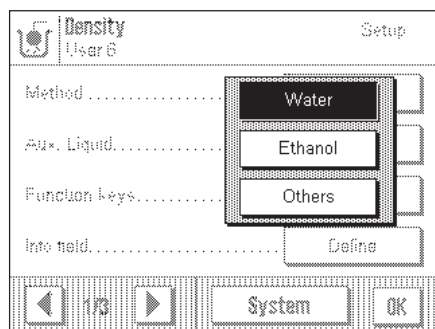 Density
User 6
Setup
Method ..................
Water
Aux. Liquid..................
Ethanol
Function keys..................
Others
Info field..................
Define
1/3
System
OK